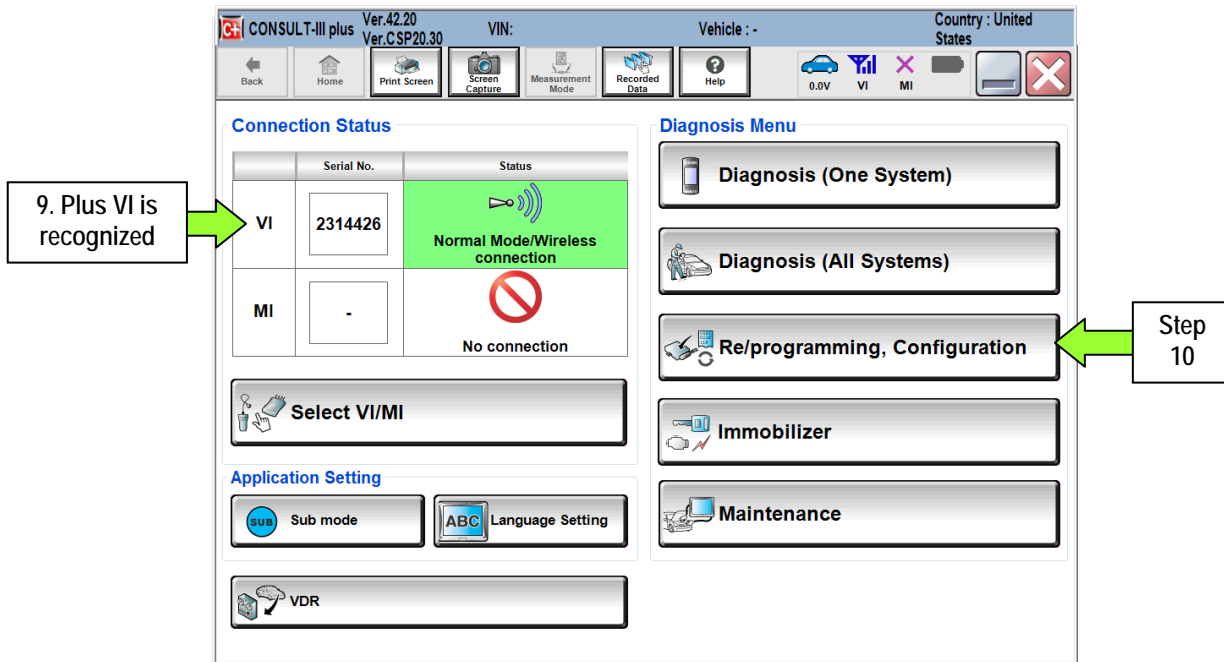 C+ CONSULT-III plus Ver.42.20 Ver.CSP20.30 VIN: Vehicle : - Country : United States
Back
Home
Print Screen
Screen Capture
Measurement Mode
Recorded Data
Help
0.0V
VI
MI
Connection Status
Serial No. Status
9. Plus VI is
recognized
VI 2314426
Normal Mode/Wireless
connection
MI -
No connection
Select VI/MI
Application Setting
SUB Sub mode
ABC Language Setting
VDR
Diagnosis Menu
Diagnosis (One System)
Diagnosis (All Systems)
Re/programming, Configuration
Step
10
Immobilizer
Maintenance